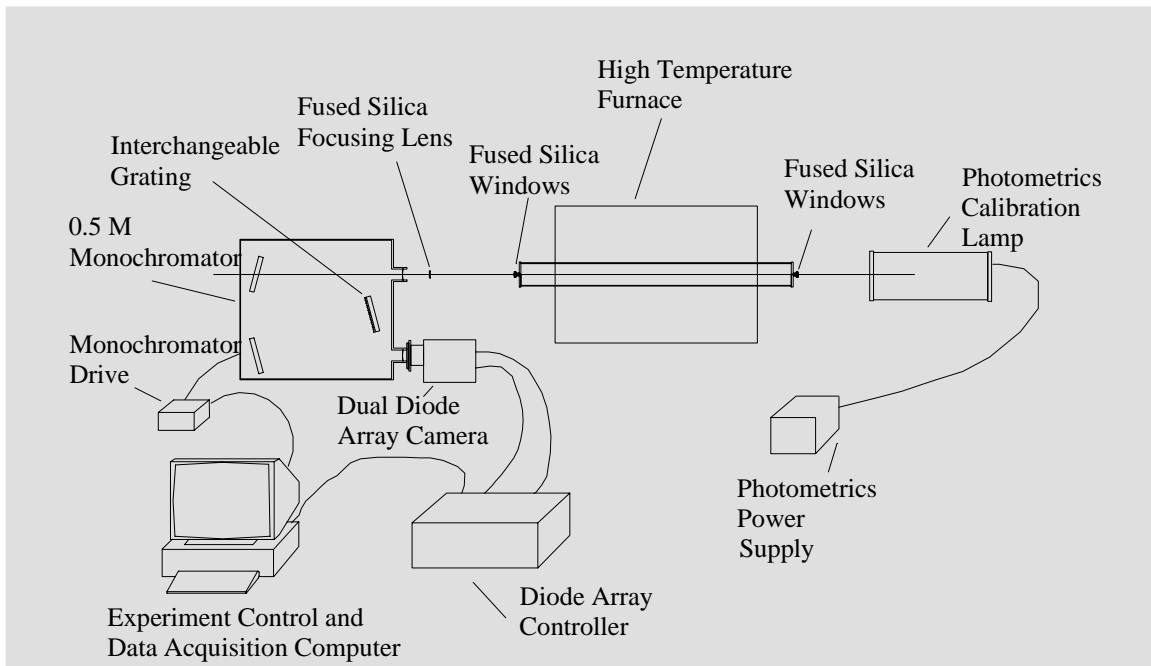 High Temperature
Furnace
Fused Silica
Focusing Lens
Interchangeable
Grating
Fused Silica
Windows
Fused Silica
Windows
Photometrics
Calibration
Lamp
0.5 M
Monochromator
Monochromator
Drive
Dual Diode
Array Camera
Photometrics
Power
Supply
Experiment Control and
Data Acquisition Computer
Diode Array
Controller